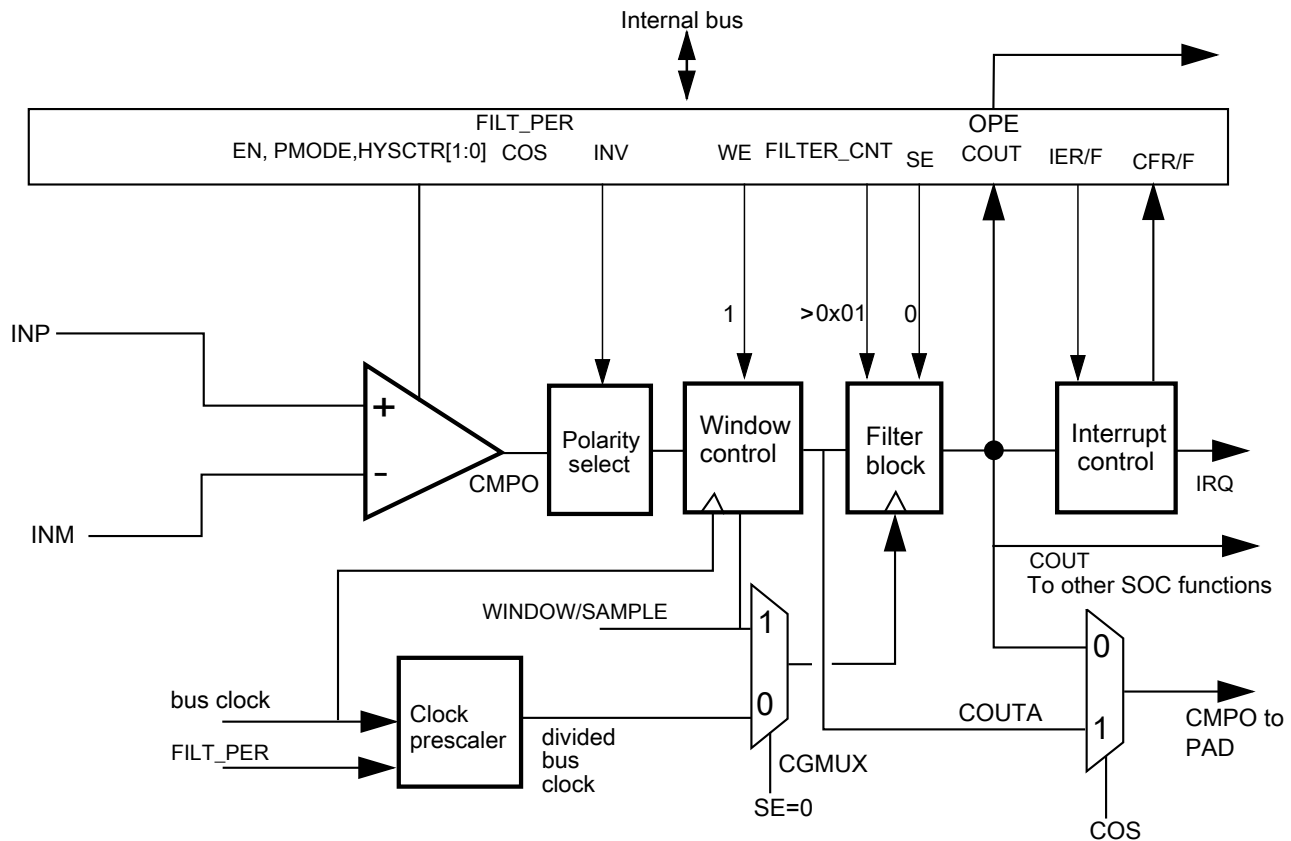 Internal bus
FILT_PER
OPE
EN, PMODE,HYSCTR[1:0]
COS
INV
WE
FILTER_CNT
SE
COUT
IER/F
CFR/F
1
>0x01
0
INP
+
-
INM
CMPO
Polarity
select
Window
control
Filter
block
Interrupt
control
IRQ
COUT
To other SOC functions
WINDOW/SAMPLE
1
0
0
1
bus clock
FILT_PER
Clock
prescaler
divided
bus
clock
CGMUX
SE=0
COUTA
CMPO to
PAD
COS